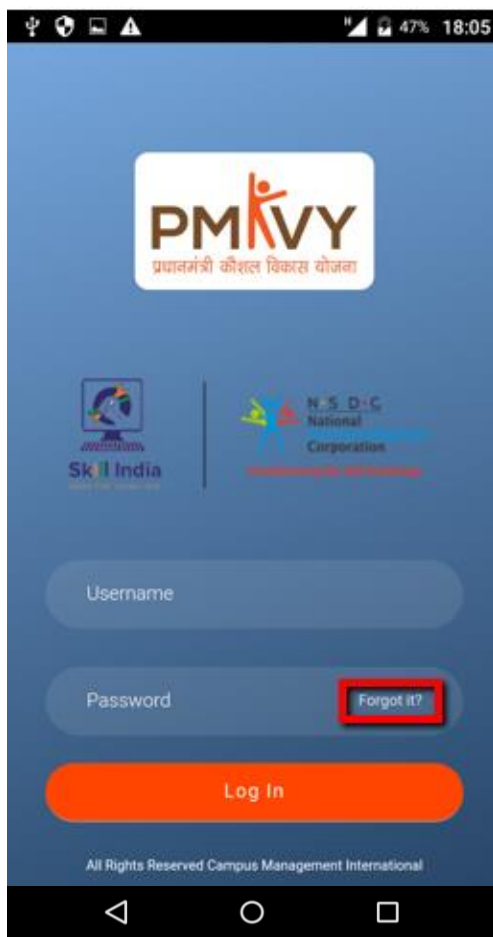 47% 18:05
PMKVY
प्रधानमंत्री कौशल विकास योजना
N·S·D·C
National
Corporation
Skill India
Username
Password
Forgot it?
Log In
All Rights Reserved Campus Management International